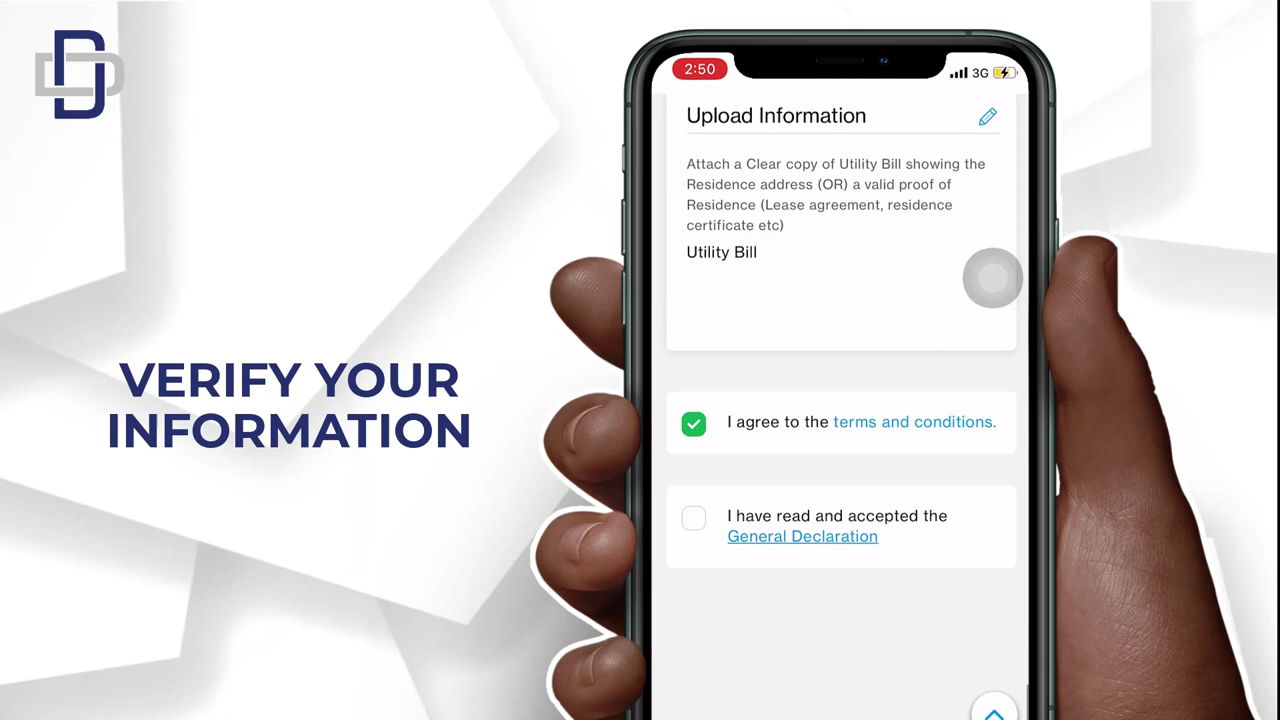 VERIFY YOUR
INFORMATION
2:50
3G
Upload Information
Attach a Clear copy of Utility Bill showing the
Residence address (OR) a valid proof of
Residence (Lease agreement, residence
certificate etc)
Utility Bill
I agree to the terms and conditions.
I have read and accepted the
General Declaration